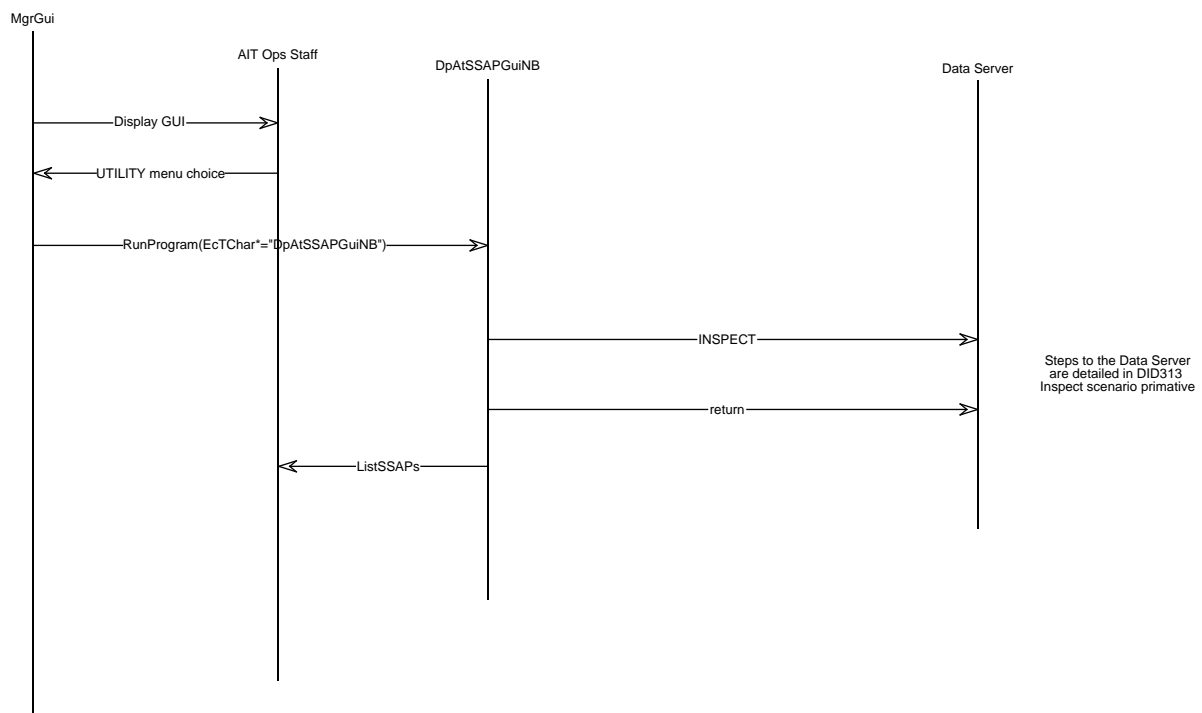 MgrGui
AIT Ops Staff
DpAtSSAPGuiNB
Data Server
Display GUI
UTILITY menu choice
RunProgram(EcTChar*="DpAtSSAPGuiNB")
INSPECT
Steps to the Data Server
are detailed in DID313
Inspect scenario primative
return
ListSSAPs